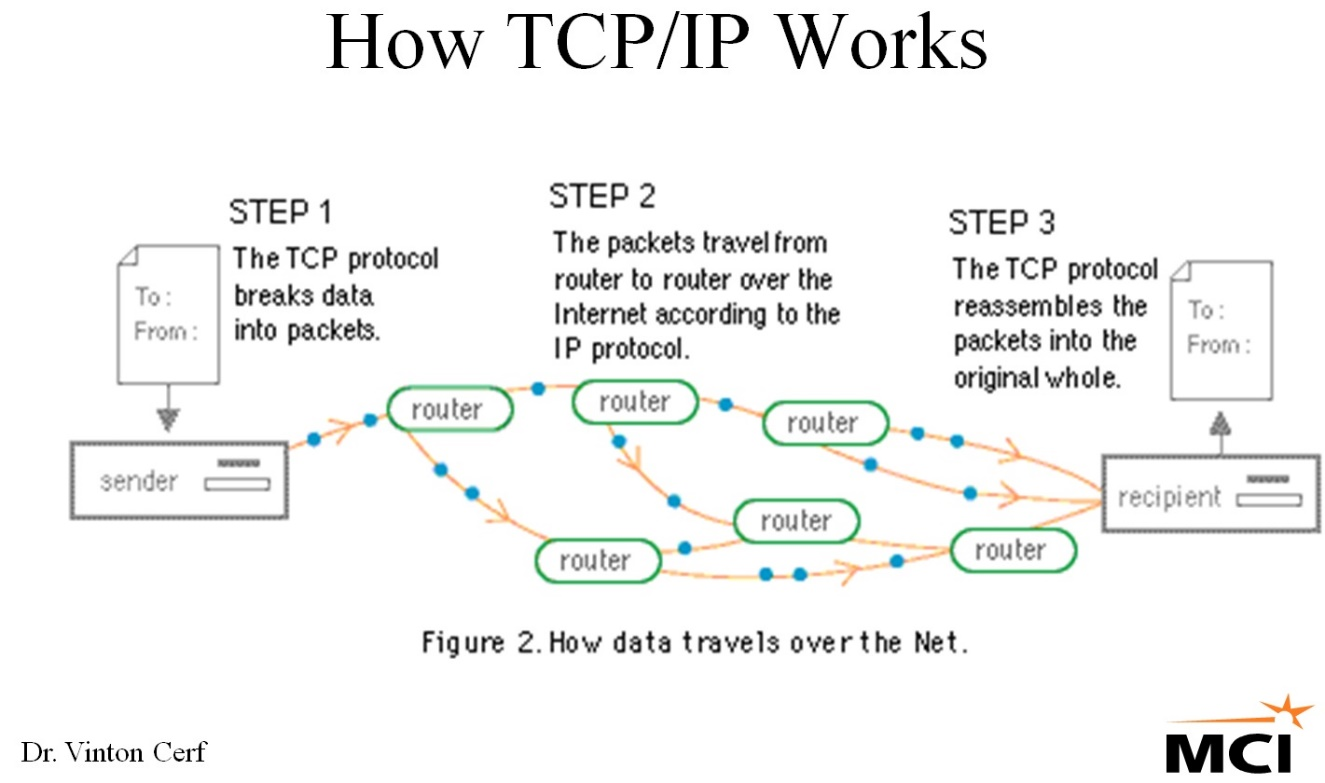 How TCP/IP Works
STEP 1
The TCP protocol
breaks data
into packets.
To :
From :
sender
STEP 2
The packets travel from
router to router over the
Internet according to the
IP protocol.
STEP 3
The TCP protocol
reassembles the
packets into the
original whole.
To :
From :
router
router
router
router
router
router
recipient
Figure 2. How data travels over the Net.
Dr. Vinton Cerf
MCI